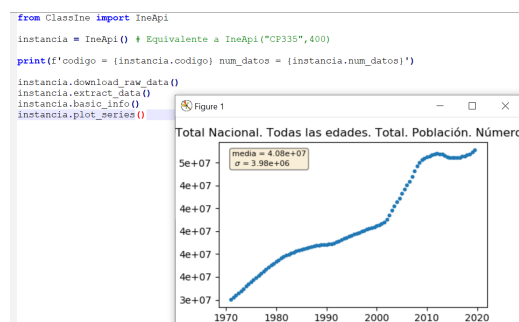 from ClassIne import IneApi
instancia = IneApi() # Equivalente a IneApi("CP335",400)
print(f'codigo = {instancia.codigo} num_datos = {instancia.num_datos}')
instancia.download_raw_data()
instancia.extract_data()
instancia.basic_info()
instancia.plot_series()
Figure 1
Total Nacional. Todas las edades. Total. Población. Número
media = 4.08e+07
σ = 3.98e+06
5e+07
4e+07
4e+07
4e+07
4e+07
4e+07
3e+07
1970 1980 1990 2000 2010 2020